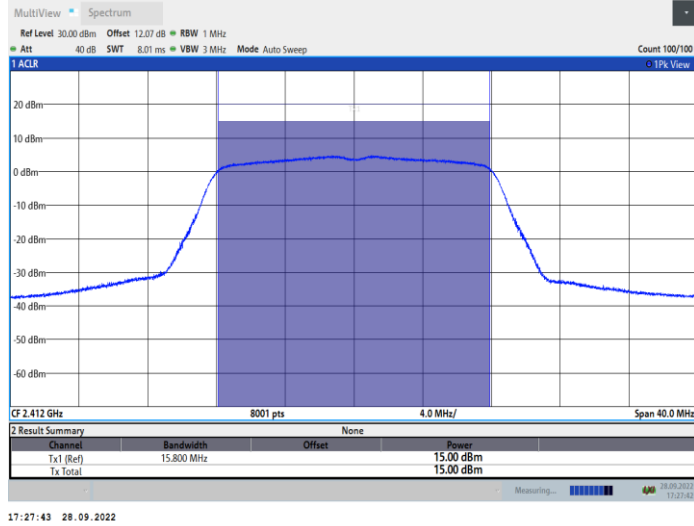 MultiView Spectrum
Ref Level 30.00 dBm Offset 12.07 dB RBW 1 MHz
Att 40 dB SWT 8.01 ms VBW 3 MHz Mode Auto Sweep Count 100/100
1 ACLR 1Pk View
20 dBm
10 dBm
0 dBm
-10 dBm
-20 dBm
-30 dBm
-40 dBm
-50 dBm
-60 dBm
CF 2.412 GHz 8001 pts 4.0 MHz/ Span 40.0 MHz
2 Result Summary None
Channel Bandwidth Offset Power
Tx1 (Ref) 15.800 MHz 15.00 dBm
Tx Total 15.00 dBm
Measuring... 28.09.2022
17:27:42
17:27:43 28.09.2022